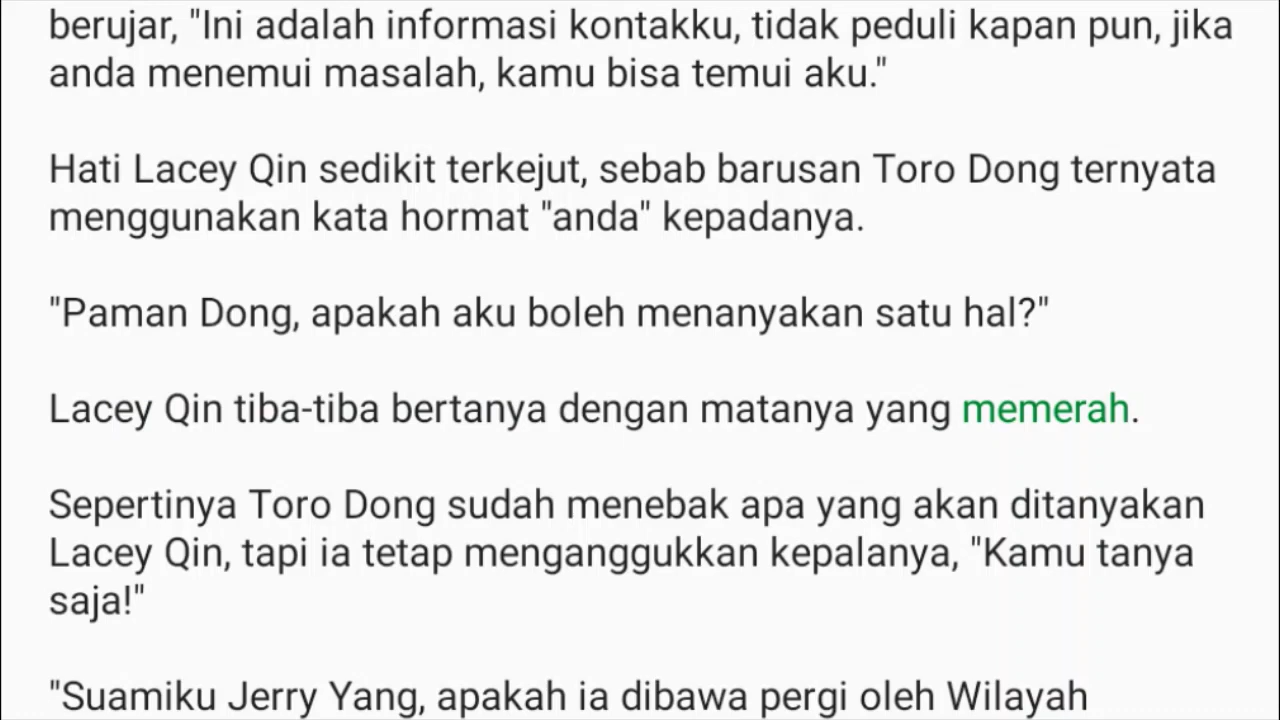 berujar, "Ini adalah informasi kontakku, tidak peduli kapan pun, jika
anda menemui masalah, kamu bisa temui aku."
Hati Lacey Qin sedikit terkejut, sebab barusan Toro Dong ternyata
menggunakan kata hormat "anda" kepadanya.
"Paman Dong, apakah aku boleh menanyakan satu hal?"
Lacey Qin tiba-tiba bertanya dengan matanya yang memerah.
Sepertinya Toro Dong sudah menebak apa yang akan ditanyakan
Lacey Qin, tapi ia tetap menganggukkan kepalanya, "Kamu tanya
saja!"
"Suamiku Jerry Yang, apakah ia dibawa pergi oleh Wilayah